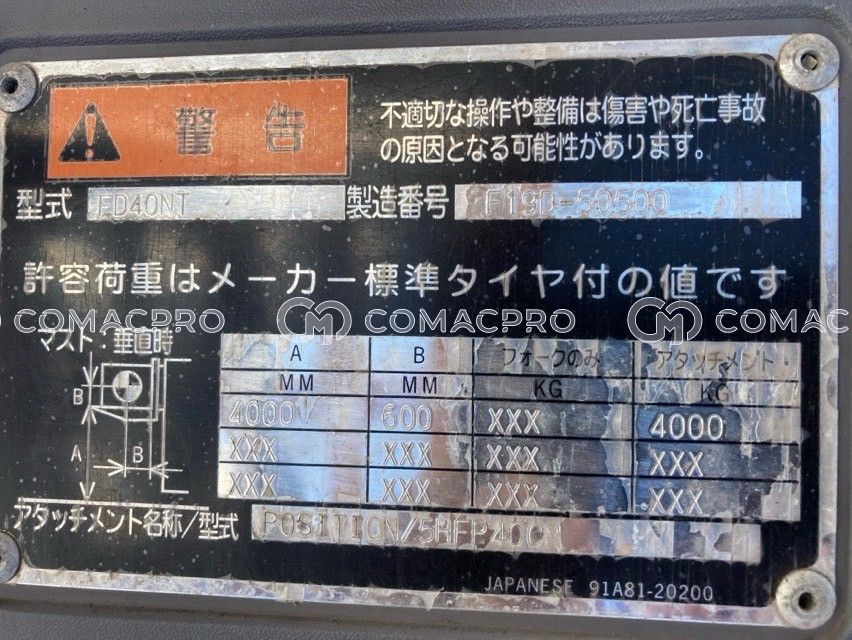 警告
不適切な操作や整備は傷害や死亡事故
の原因となる可能性があります。
型式 FD40NT 製造番号 F19D-50500
許容荷重はメーカー標準タイヤ付の値です
COMACPRO COMACPRO COMACPRO
マスト:垂直時
A B フォークのみ アタッチメント
MM MM KG KG
4000 600 XXX 4000
XXX XXX XXX XXX
XXX XXX XXX XXX
B
A B
アタッチメント名称/型式 POSITION/5HFP40CM
JAPANESE 91A81-20200